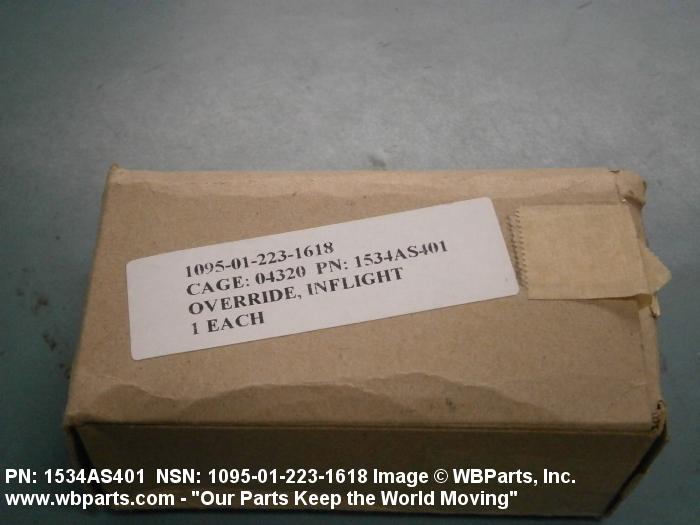 1095-01-223-1618
CAGE: 04320 PN: 1534AS401
OVERRIDE, INFLIGHT
1 EACH
PN: 1534AS401 NSN: 1095-01-223-1618 Image © WBParts, Inc.
www.wbparts.com - "Our Parts Keep the World Moving"